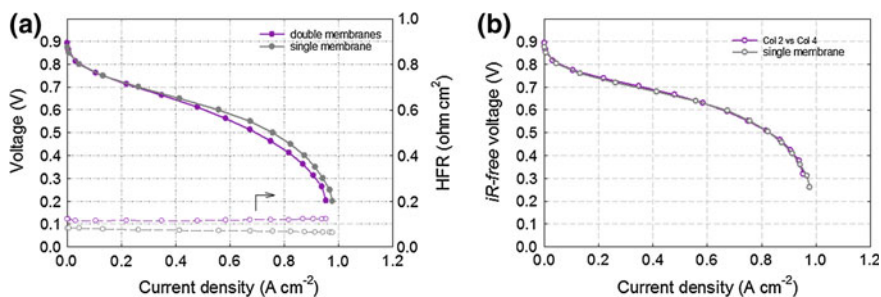 (a)
double membranes
single membrane
Voltage (V)
0.9
0.8
0.7
0.6
0.5
0.4
0.3
0.2
0.1
0.0
HFR (ohm cm²)
1.0
0.8
0.6
0.4
0.2
0.0
0.0 0.2 0.4 0.6 0.8 1.0 1.2
Current density (A cm⁻²)
(b)
Col 2 vs Col 4
single membrane
iR-free voltage (V)
0.9
0.8
0.7
0.6
0.5
0.4
0.3
0.2
0.1
0.0
0.0 0.2 0.4 0.6 0.8 1.0 1.2
Current density (A cm⁻²)